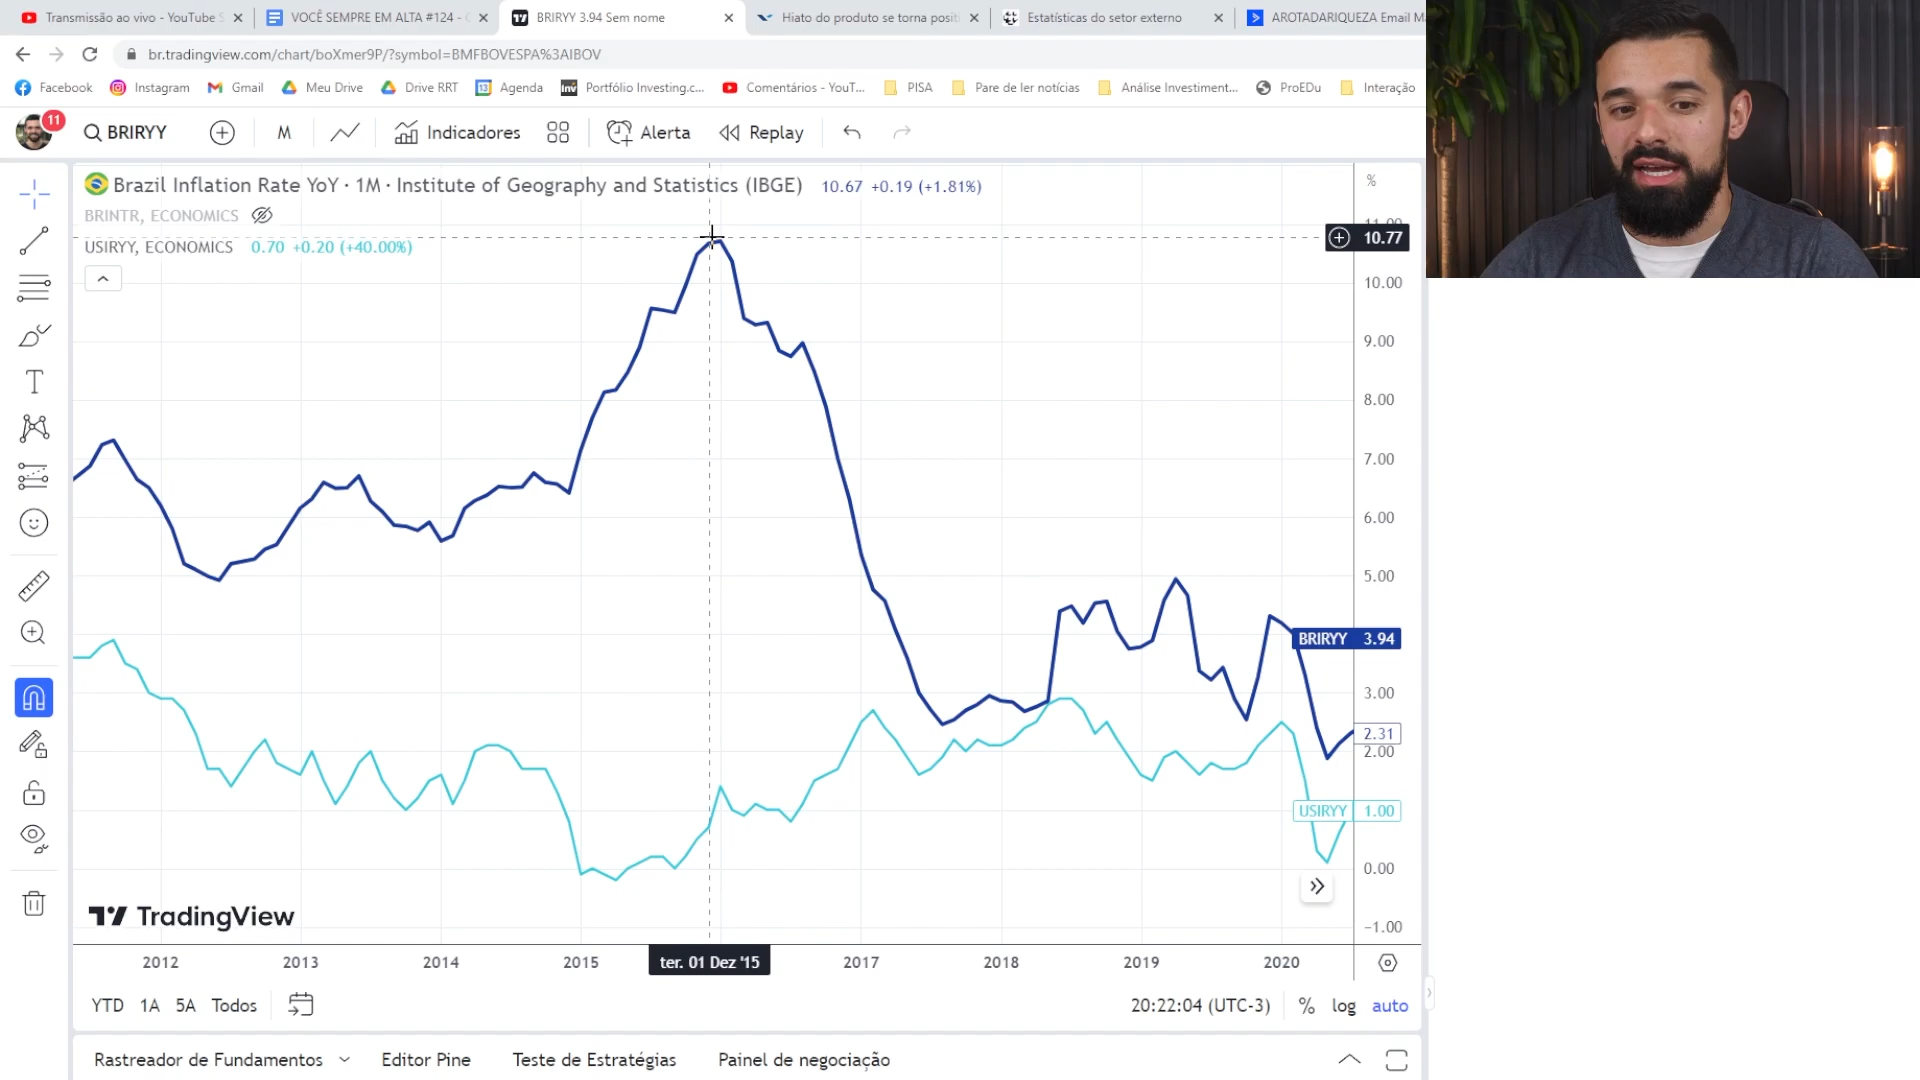 Transmissão ao vivo - YouTube S
VOCÊ SEMPRE EM ALTA #124 -
BRIRYY 3.94 Sem nome
Hiato do produto se torna positi
Estatísticas do setor externo
AROTADARIQUEZA Email Ma
br.tradingview.com/chart/boXmer9P/?symbol=BMFBOVESPA%3AIBOV
Facebook
Instagram
Gmail
Meu Drive
Drive RRT
Agenda
Portfólio Investing.c...
Comentários - YouT...
PISA
Pare de ler notícias
Análise Investiment...
ProEDu
Interação
11
BRIRYY
M
Indicadores
Alerta
Replay
Brazil Inflation Rate YoY · 1M · Institute of Geography and Statistics (IBGE) 10.67 +0.19 (+1.81%)
BRINTR, ECONOMICS
USIRYY, ECONOMICS 0.70 +0.20 (+40.00%)
%
11.00
10.77
10.00
9.00
8.00
7.00
6.00
5.00
BRIRYY 3.94
3.00
2.31
2.00
USIRYY 1.00
0.00
−1.00
TradingView
2012
2013
2014
2015
ter. 01 Dez '15
2017
2018
2019
2020
YTD
1A
5A
Todos
20:22:04 (UTC-3)
%
log
auto
Rastreador de Fundamentos
Editor Pine
Teste de Estratégias
Painel de negociação